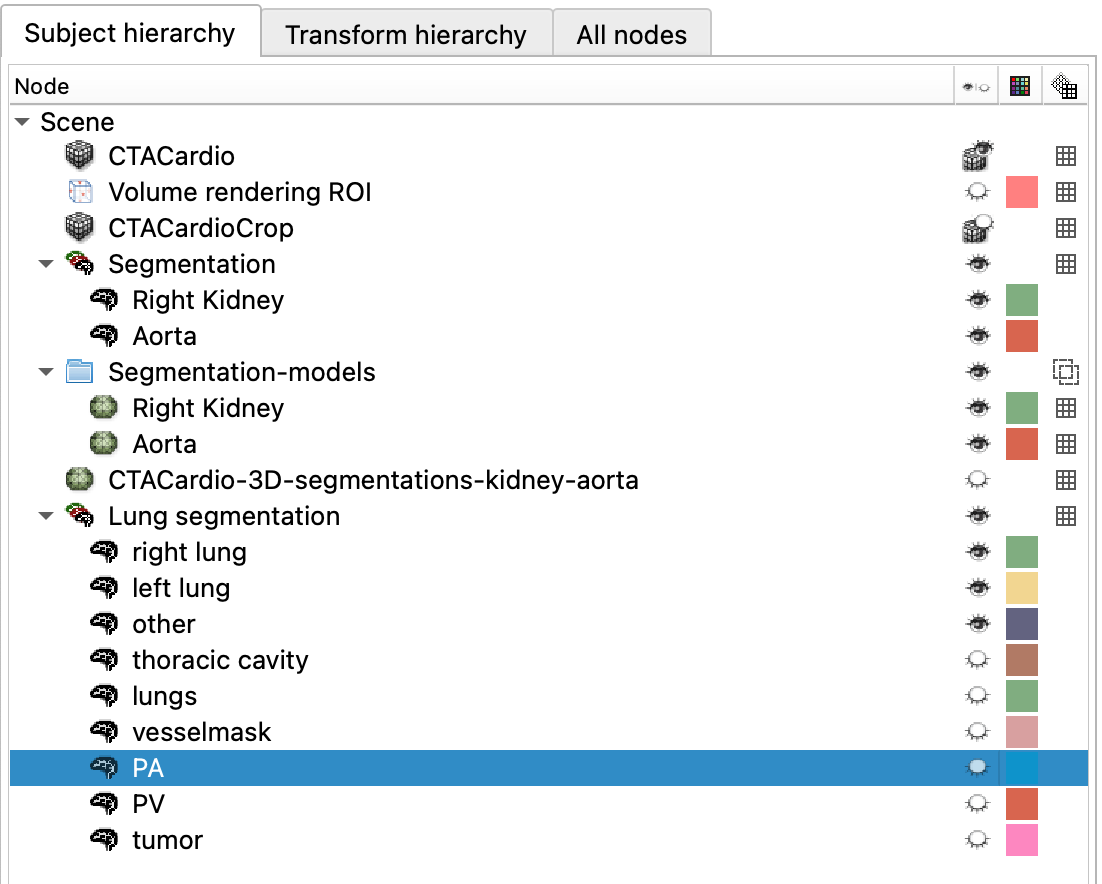 Subject hierarchy Transform hierarchy All nodes
Node
Scene
CTACardio
Volume rendering ROI
CTACardioCrop
Segmentation
Right Kidney
Aorta
Segmentation-models
Right Kidney
Aorta
CTACardio-3D-segmentations-kidney-aorta
Lung segmentation
right lung
left lung
other
thoracic cavity
lungs
vesselmask
PA
PV
tumor